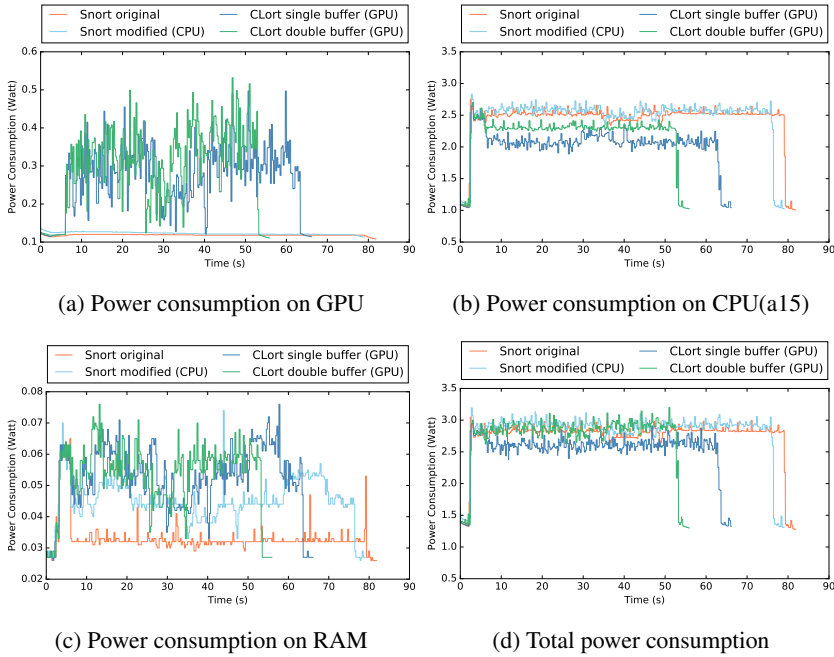 Snort original
CLort single buffer (GPU)
Snort modified (CPU)
CLort double buffer (GPU)
0.6
0.5
0.4
0.3
0.2
0.1
Power Consumption (Watt)
0 10 20 30 40 50 60 70 80 90
Time (s)
(a) Power consumption on GPU
Snort original
CLort single buffer (GPU)
Snort modified (CPU)
CLort double buffer (GPU)
3.5
3.0
2.5
2.0
1.5
1.0
0.5
Power Consumption (Watt)
0 10 20 30 40 50 60 70 80 90
Time (s)
(b) Power consumption on CPU(a15)
Snort original
CLort single buffer (GPU)
Snort modified (CPU)
CLort double buffer (GPU)
0.08
0.07
0.06
0.05
0.04
0.03
0.02
Power Consumption (Watt)
0 10 20 30 40 50 60 70 80 90
Time (s)
(c) Power consumption on RAM
Snort original
CLort single buffer (GPU)
Snort modified (CPU)
CLort double buffer (GPU)
3.5
3.0
2.5
2.0
1.5
1.0
0.5
Power Consumption (Watt)
0 10 20 30 40 50 60 70 80 90
Time (s)
(d) Total power consumption